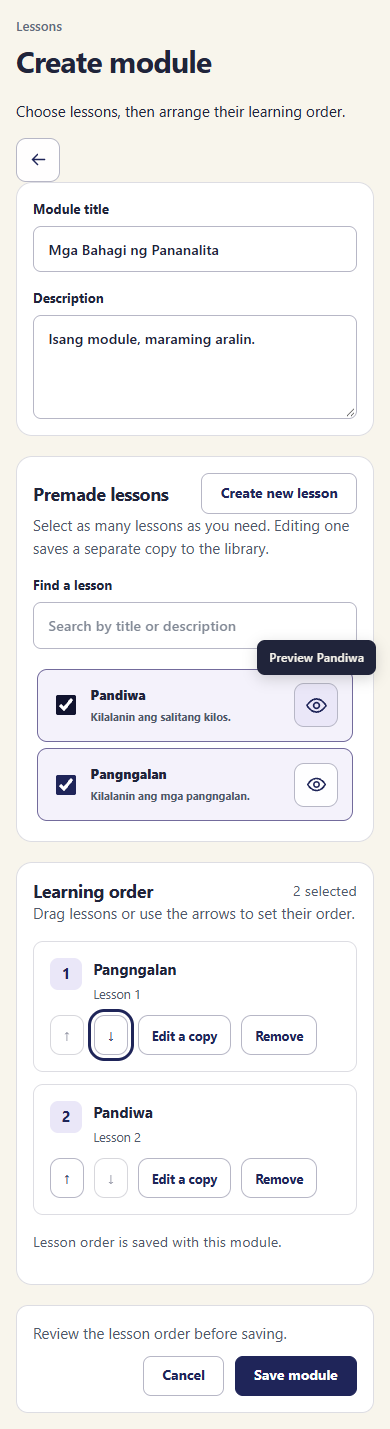 Lessons
Create module
Choose lessons, then arrange their learning order.
←
Module title
Mga Bahagi ng Pananalita
Description
Isang module, maraming aralin.
Premade lessons
Create new lesson
Select as many lessons as you need. Editing one
saves a separate copy to the library.
Find a lesson
Search by title or description
Preview Pandiwa
Pandiwa
Kilalanin ang salitang kilos.
Pangngalan
Kilalanin ang mga pangngalan.
Learning order
2 selected
Drag lessons or use the arrows to set their order.
1
Pangngalan
Lesson 1
↑ ↓ Edit a copy Remove
2
Pandiwa
Lesson 2
↑ ↓ Edit a copy Remove
Lesson order is saved with this module.
Review the lesson order before saving.
Cancel Save module